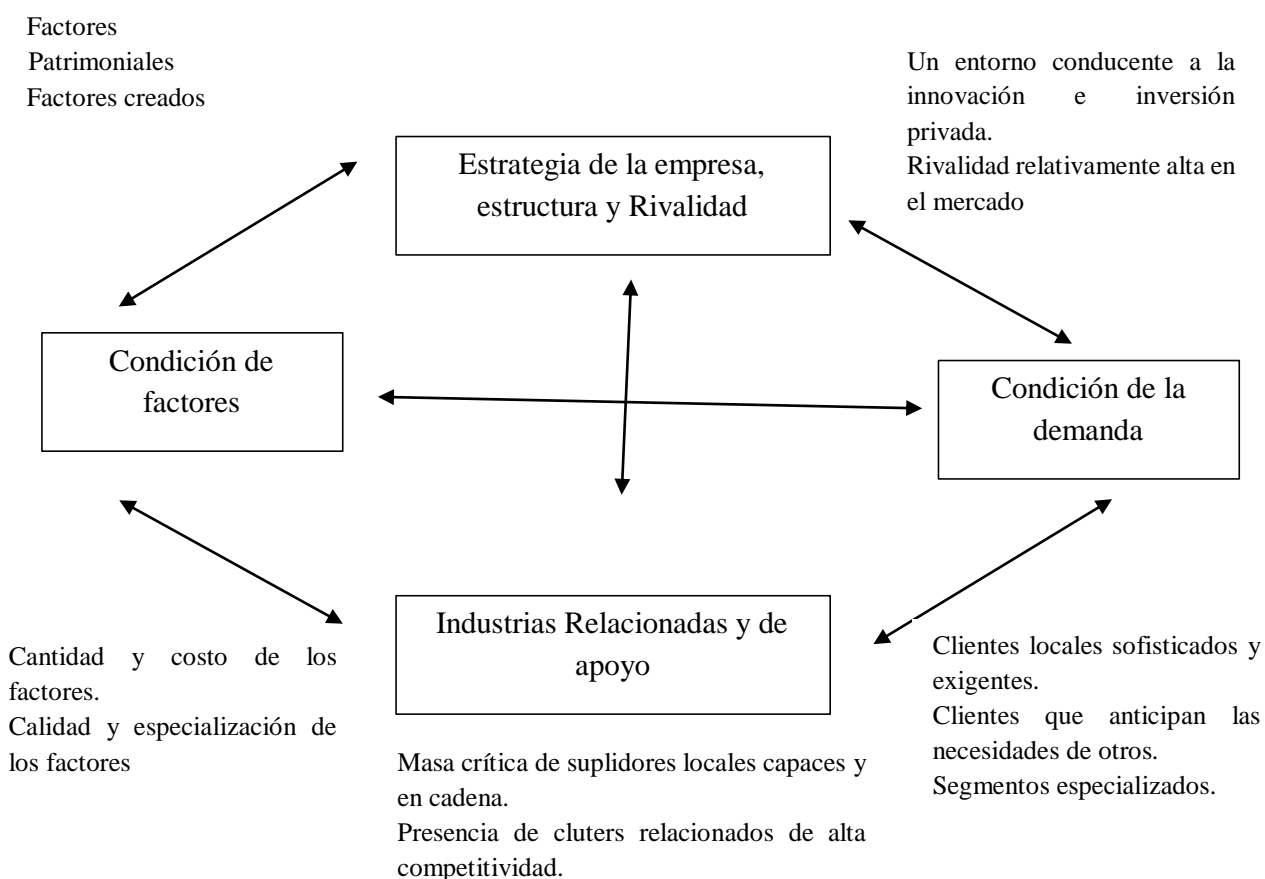 Factores
Patrimoniales
Factores creados
Un entorno conducente a la
innovación e inversión
privada.
Rivalidad relativamente alta en
el mercado
Estrategia de la empresa,
estructura y Rivalidad
Condición de
factores
Condición de la
demanda
Industrias Relacionadas y de
apoyo
Cantidad y costo de los
factores.
Calidad y especialización de
los factores
Clientes locales sofisticados y
exigentes.
Clientes que anticipan las
necesidades de otros.
Segmentos especializados.
Masa crítica de suplidores locales capaces y
en cadena.
Presencia de cluters relacionados de alta
competitividad.